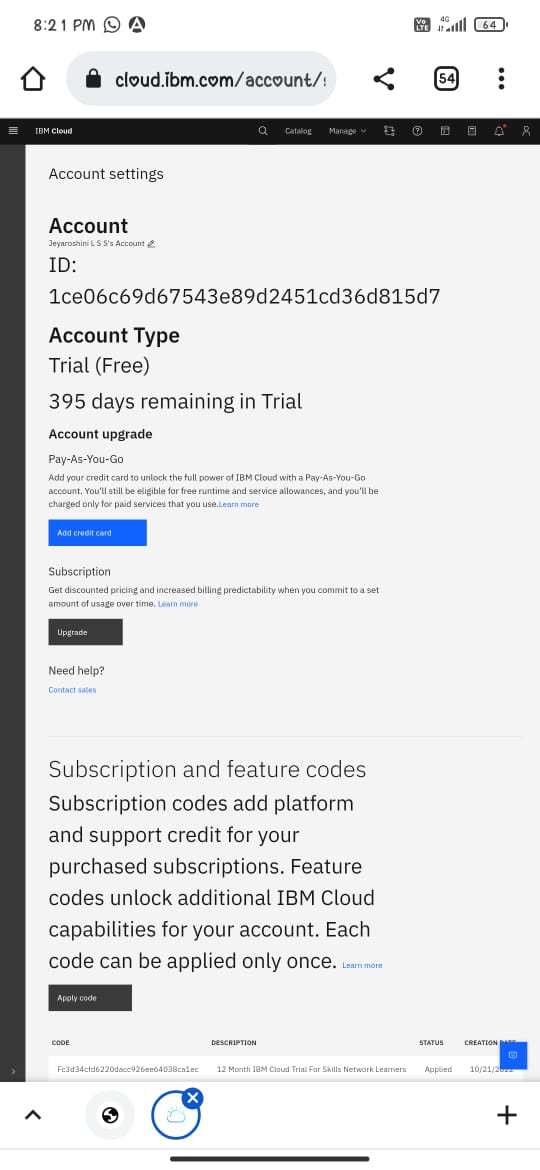 8:21 PM
Vo LTE
4G
64
cloud.ibm.com/account/
54
IBM Cloud
Catalog
Manage
Account settings
Account
Jeyaroshini L S S's Account
ID:
1ce06c69d67543e89d2451cd36d815d7
Account Type
Trial (Free)
395 days remaining in Trial
Account upgrade
Pay-As-You-Go
Add your credit card to unlock the full power of IBM Cloud with a Pay-As-You-Go
account. You'll still be eligible for free runtime and service allowances, and you'll be
charged only for paid services that you use.Learn more
Add credit card
Subscription
Get discounted pricing and increased billing predictability when you commit to a set
amount of usage over time. Learn more
Upgrade
Need help?
Contact sales
Subscription and feature codes
Subscription codes add platform
and support credit for your
purchased subscriptions. Feature
codes unlock additional IBM Cloud
capabilities for your account. Each
code can be applied only once. Learn more
Apply code
CODE DESCRIPTION STATUS CREATION
Fc3d34cfd6220dacc926ee64038ca1ec 12 Month IBM Cloud Trial For Skills Network Learners Applied 10/21/2022